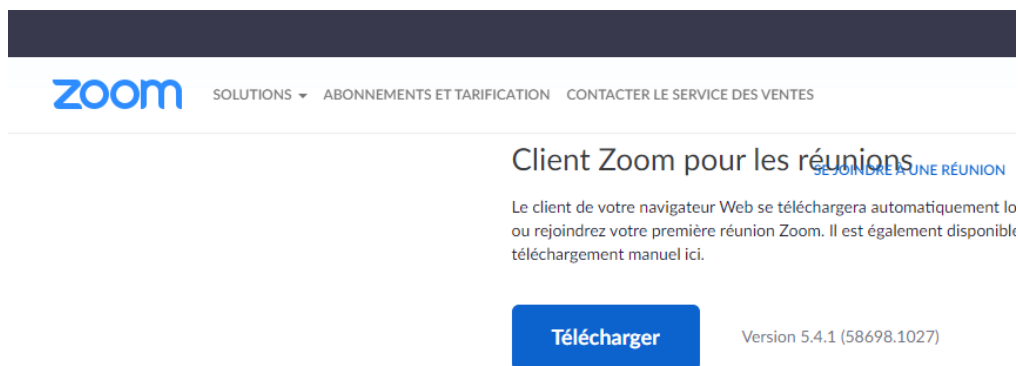 zoom
SOLUTIONS ABONNEMENTS ET TARIFICATION CONTACTER LE SERVICE DES VENTES
Client Zoom pour les réunions
SE JOINDRE À UNE RÉUNION
Le client de votre navigateur Web se téléchargera automatiquement lo
ou rejoindrez votre première réunion Zoom. Il est également disponible
téléchargement manuel ici.
Télécharger Version 5.4.1 (58698.1027)